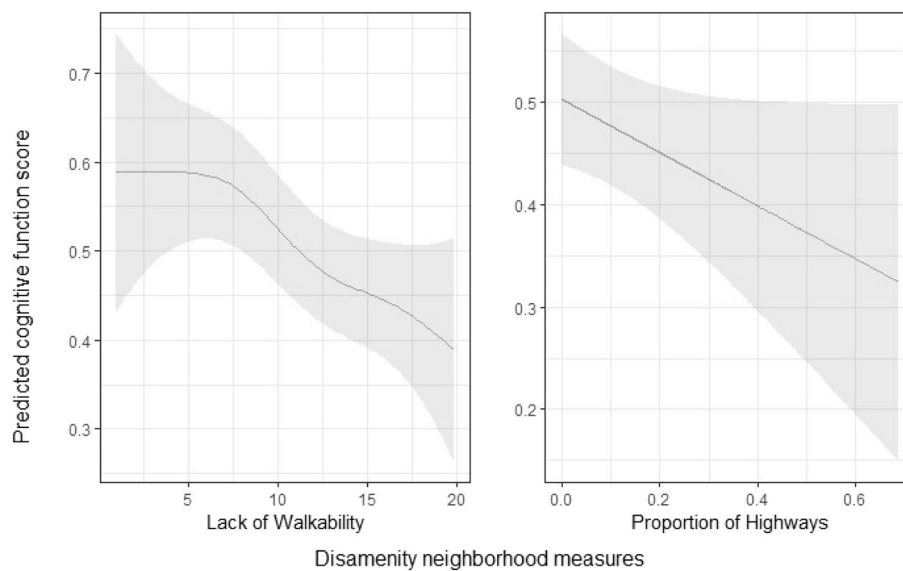 Predicted cognitive function score
0.7
0.6
0.5
0.4
0.3
5 10 15 20
Lack of Walkability
0.5
0.4
0.3
0.2
0.0 0.2 0.4 0.6
Proportion of Highways
Disamenity neighborhood measures